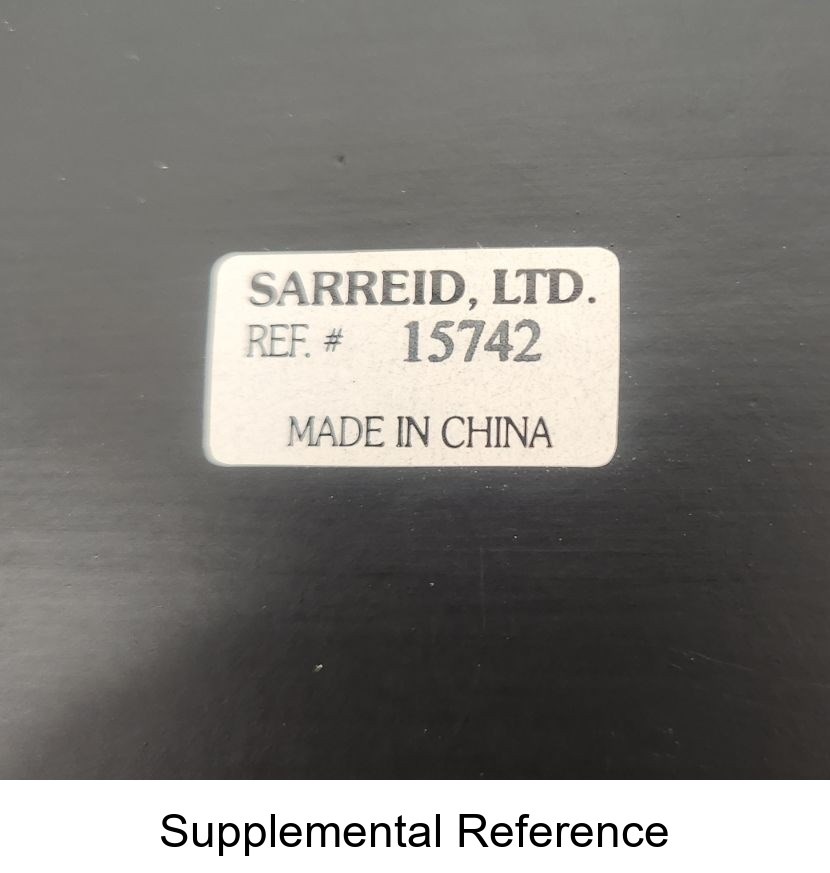 SARREID, LTD.
REF. # 15742
MADE IN CHINA
Supplemental Reference